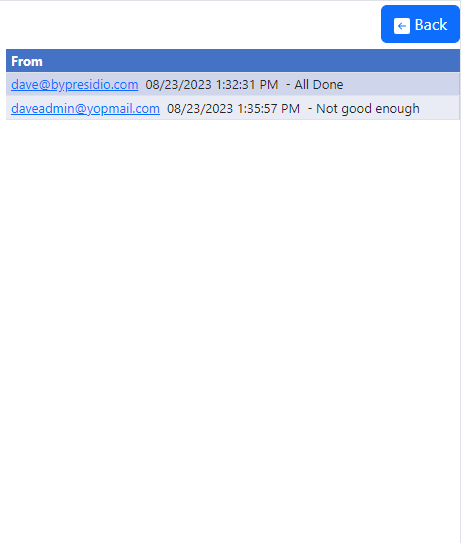 Back
From
dave@bypresidio.com 08/23/2023 1:32:31 PM - All Done
daveadmin@yopmail.com 08/23/2023 1:35:57 PM - Not good enough